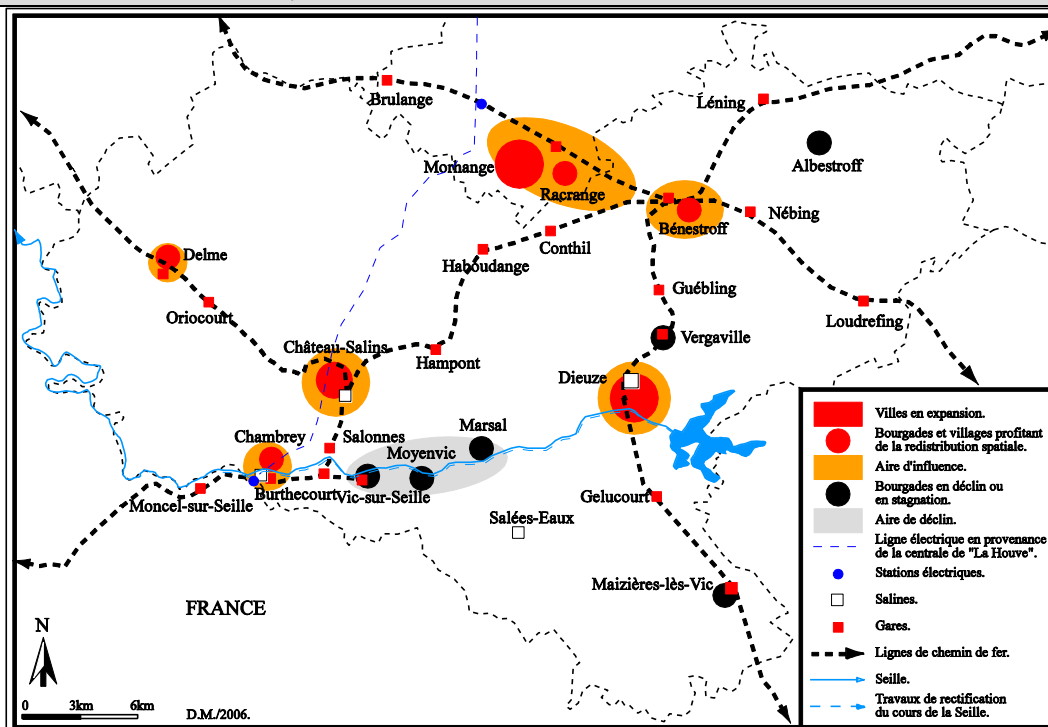 Brulange
Léning
Albestroff
Morhange
Racrange
Bénestroff
Nébing
Conthil
Haboudange
Delme
Guébling
Oriocourt
Loudrefing
Vergaville
Château-Salins
Hampont
Dieuze
Marsal
Chambrey
Salonnes
Moyenvic
Burthecourt
Vic-sur-Seille
Moncel-sur-Seille
Gelucourt
Salées-Eaux
Maizières-lès-Vic
FRANCE
N
0 3km 6km
D.M./2006.
Villes en expansion.
Bourgades et villages profitant
de la redistribution spatiale.
Aire d'influence.
Bourgades en déclin ou
en stagnation.
Aire de déclin.
Ligne électrique en provenance
de la centrale de "La Houve".
Stations électriques.
Salines.
Gares.
Lignes de chemin de fer.
Seille.
Travaux de rectification
du cours de la Seille.